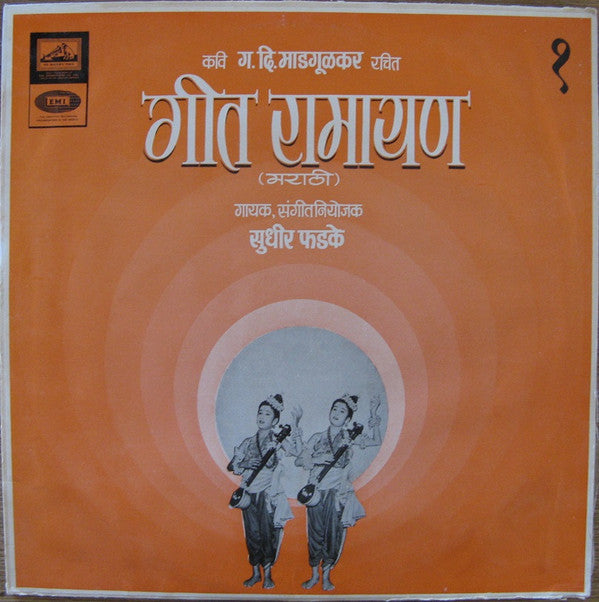 कवि ग. दि. माडगूळकर रचित
१
गीत रामायण
(मराठी)
गायक, संगीतनियोजक
सुधीर फडके
EMI